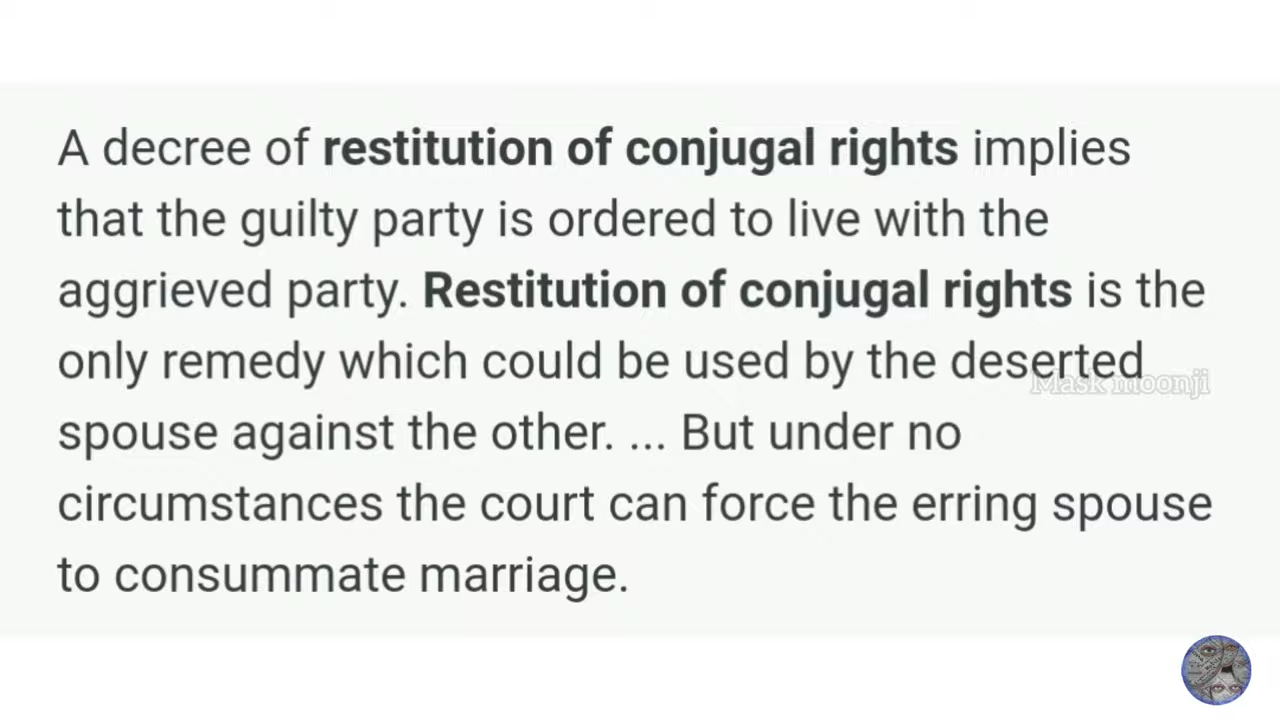 A decree of restitution of conjugal rights implies
that the guilty party is ordered to live with the
aggrieved party. Restitution of conjugal rights is the
only remedy which could be used by the deserted
Mask moonji
spouse against the other. ... But under no
circumstances the court can force the erring spouse
to consummate marriage.